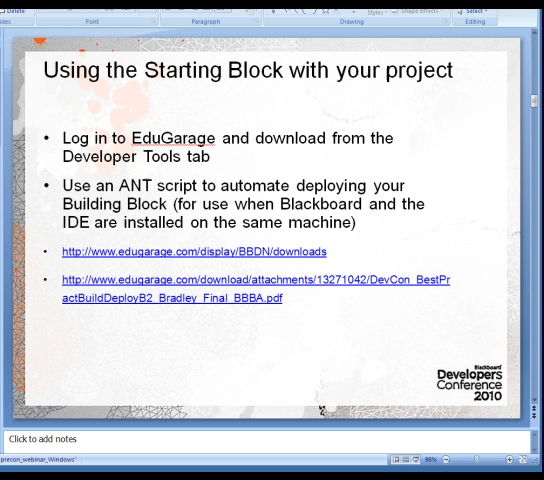 Delete
Styles
Shape Effects
Select
Font
Paragraph
Drawing
Editing
Using the Starting Block with your project
• Log in to EduGarage and download from the
Developer Tools tab
• Use an ANT script to automate deploying your
Building Block (for use when Blackboard and the
IDE are installed on the same machine)
• http://www.edugarage.com/display/BBDN/downloads
• http://www.edugarage.com/download/attachments/13271042/DevCon_BestPr
actBuildDeployB2_Bradley_Final_BBBA.pdf
Blackboard
Developers
Conference
2010
Click to add notes
precon_webinar_Windows"
98%